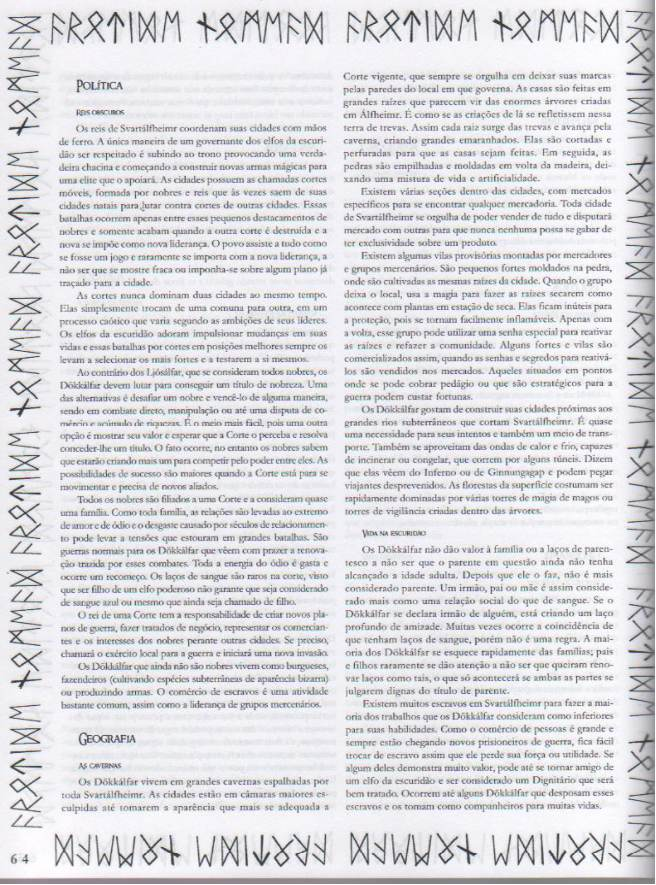 POLÍTICA
REIS OBSCUROS
Os reis de Svartálfheimr coordenam suas cidades com mãos
de ferro. A única maneira de um governante dos elfos da escuri-
dão ser respeitado é subindo ao trono provocando uma verda-
deira chacina e começando a construir novas armas mágicas para
uma elite que o apoiará. As cidades possuem as chamadas cortes
móveis, formada por nobres e reis que às vezes saem de suas
cidades natais para lutar contra cortes de outras cidades. Essas
batalhas ocorrem apenas entre esses pequenos destacamentos de
nobres e somente acabam quando a outra corte é destruída e a
nova se impõe como nova liderança. O povo assiste a tudo como
se fosse um jogo e raramente se importa com a nova liderança, a
não ser que se mostre fraca ou imponha-se sobre algum plano já
traçado para a cidade.
As cortes nunca dominam duas cidades ao mesmo tempo.
Elas simplesmente trocam de uma comuna para outra, em um
processo caótico que varia segundo as ambições de seus líderes.
Os elfos da escuridão adoram impulsionar mudanças em suas
vidas e essas batalhas por cortes em posições melhores sempre os
levam a selecionar os mais fortes e a testarem a si mesmos.
Ao contrário dos Ljósálfar, que se consideram todos nobres, os
Dökkálfar devem lutar para conseguir um título de nobreza. Uma
das alternativas é desafiar um nobre e vencê-lo de alguma maneira,
sendo em combate direto, manipulação ou até uma disputa de co-
mércio e acúmulo de riquezas. É o meio mais fácil, pois uma outra
opção é mostrar seu valor e esperar que a Corte o perceba e resolva
conceder-lhe um título. O fato ocorre, no entanto os nobres sabem
que estarão criando mais um para competir pelo poder entre eles. As
possibilidades de sucesso são maiores quando a Corte está para se
movimentar e precisa de novos aliados.
Todos os nobres são filiados a uma Corte e a consideram quase
uma família. Como toda família, as relações são levadas ao extremo
de amor e de ódio e o desgaste causado por séculos de relacionamen-
to pode levar a tensões que estouram em grandes batalhas. São
guerras normais para os Dökkálfar que vêem com prazer a renova-
ção trazida por esses combates. Toda a energia do ódio é gasta e
ocorre um recomeço. Os laços de sangue são raros na corte, visto
que ser filho de um elfo poderoso não garante que seja considerado
de sangue azul ou mesmo que ainda seja chamado de filho.
O rei de uma Corte tem a responsabilidade de criar novos pla-
nos de guerra, fazer tratados de negócio, representar os comercian-
tes e os interesses dos nobres perante outras cidades. Se preciso,
chamará o exército local para a guerra e iniciará uma nova invasão.
Os Dökkálfar que ainda não são nobres vivem como burgueses,
fazendeiros (cultivando espécies subterrâneas de aparência bizarra)
ou produzindo armas. O comércio de escravos é uma atividade
bastante comum, assim como a liderança de grupos mercenários.
GEOGRAFIA
AS CAVERNAS
Os Dökkálfar vivem em grandes cavernas espalhadas por
toda Svartálfheimr. As cidades estão em câmaras maiores es-
culpidas até tomarem a aparência que mais se adequada a
Corte vigente, que sempre se orgulha em deixar suas marcas
pelas paredes do local em que governa. As casas são feitas em
grandes raízes que parecem vir das enormes árvores criadas
em Álfheimr. É como se as criações de lá se refletissem nessa
terra de trevas. Assim cada raiz surge das trevas e avança pela
caverna, criando grandes emaranhados. Elas são cortadas e
perfuradas para que as casas sejam feitas. Em seguida, as
pedras são empilhadas e moldadas em volta da madeira, dei-
xando uma mistura de vida e artificialidade.
Existem várias seções dentro das cidades, com mercados
específicos para se encontrar qualquer mercadoria. Toda cidade
de Svartálfheimr se orgulha de poder vender de tudo e disputará
mercado com outras para que nunca nenhuma possa se gabar de
ter exclusividade sobre um produto.
Existem algumas vilas provisórias montadas por mercadores
e grupos mercenários. São pequenos fortes moldados na pedra,
onde são cultivadas as mesmas raízes da cidade. Quando o grupo
deixa o local, usa a magia para fazer as raízes secarem como
acontece com plantas em estação de seca. Elas ficam inúteis para
a proteção, pois se tornam facilmente inflamáveis. Apenas com
a volta, esse grupo pode utilizar uma senha especial para reativar
as raízes e refazer a comunidade. Alguns fortes e vilas são
comercializados assim, quando as senhas e segredos para reativá-
los são vendidos nos mercados. Aqueles situados em pontos
onde se pode cobrar pedágio ou que são estratégicos para a
guerra podem custar fortunas.
Os Dökkálfar gostam de construir suas cidades próximas aos
grandes rios subterrâneos que cortam Svartálfheimr. É quase
uma necessidade para seus intentos e também um meio de trans-
porte. Também se aproveitam das ondas de calor e frio, capazes
de incinerar ou congelar, que correm por alguns túneis. Dizem
que elas vêem do Inferno ou de Ginnungagap e podem pegar
viajantes desprevenidos. As florestas da superfície costumam ser
rapidamente dominadas por várias torres de magia de magos ou
torres de vigilância criadas dentro das árvores.
VIDA NA ESCURIDÃO
Os Dökkálfar não dão valor à família ou a laços de paren-
tesco a não ser que o parente em questão ainda não tenha
alcançado a idade adulta. Depois que ele o faz, não é mais
considerado parente. Um irmão, pai ou mãe é assim conside-
rado mais como uma relação social do que de sangue. Se o
Dökkálfar se declara irmão de alguém, está criando um laço
profundo de amizade. Muitas vezes ocorre a coincidência de
que tenham laços de sangue, porém não é uma regra. A mai-
oria dos Dökkálfar se esquece rapidamente das famílias; pais
e filhos raramente se dão atenção a não ser que queiram reno-
var laços como tais, o que só acontecerá se ambas as partes se
julgarem dignas do título de parente.
Existem muitos escravos em Svartálfheimr para fazer a mai-
oria dos trabalhos que os Dökkálfar consideram como inferiores
para suas habilidades. Como o comércio de pessoas é grande e
sempre estão chegando novos prisioneiros de guerra, fica fácil
trocar de escravo assim que ele perde sua força ou utilidade. Se
algum deles demonstra muito valor, pode até se tornar amigo de
um elfo da escuridão e ser considerado um Dignitário que será
bem tratado. Ocorrem até alguns Dökkálfar que desposam esses
escravos e os tomam como companheiros para muitas vidas.
64